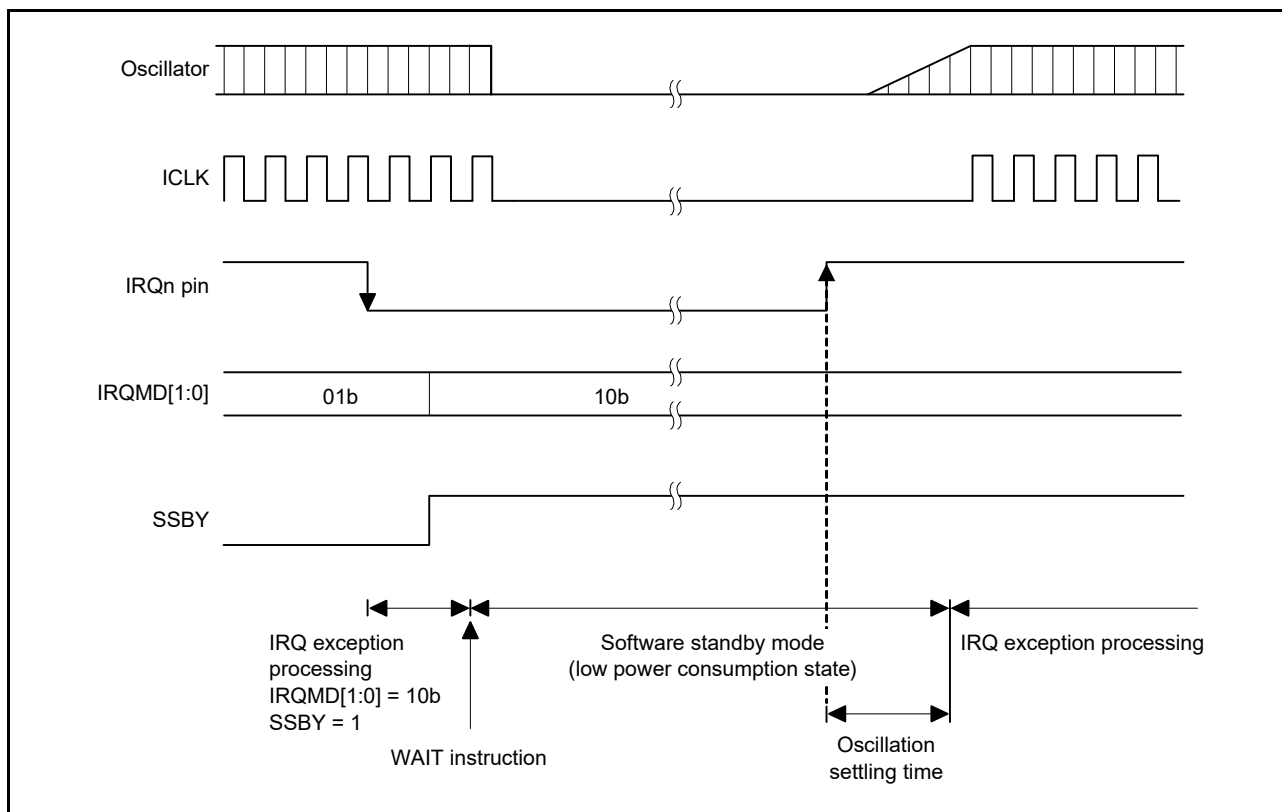 Oscillator
ICLK
IRQn pin
IRQMD[1:0]
01b
10b
SSBY
IRQ exception
processing
IRQMD[1:0] = 10b
SSBY = 1
WAIT instruction
Software standby mode
(low power consumption state)
Oscillation
settling time
IRQ exception processing